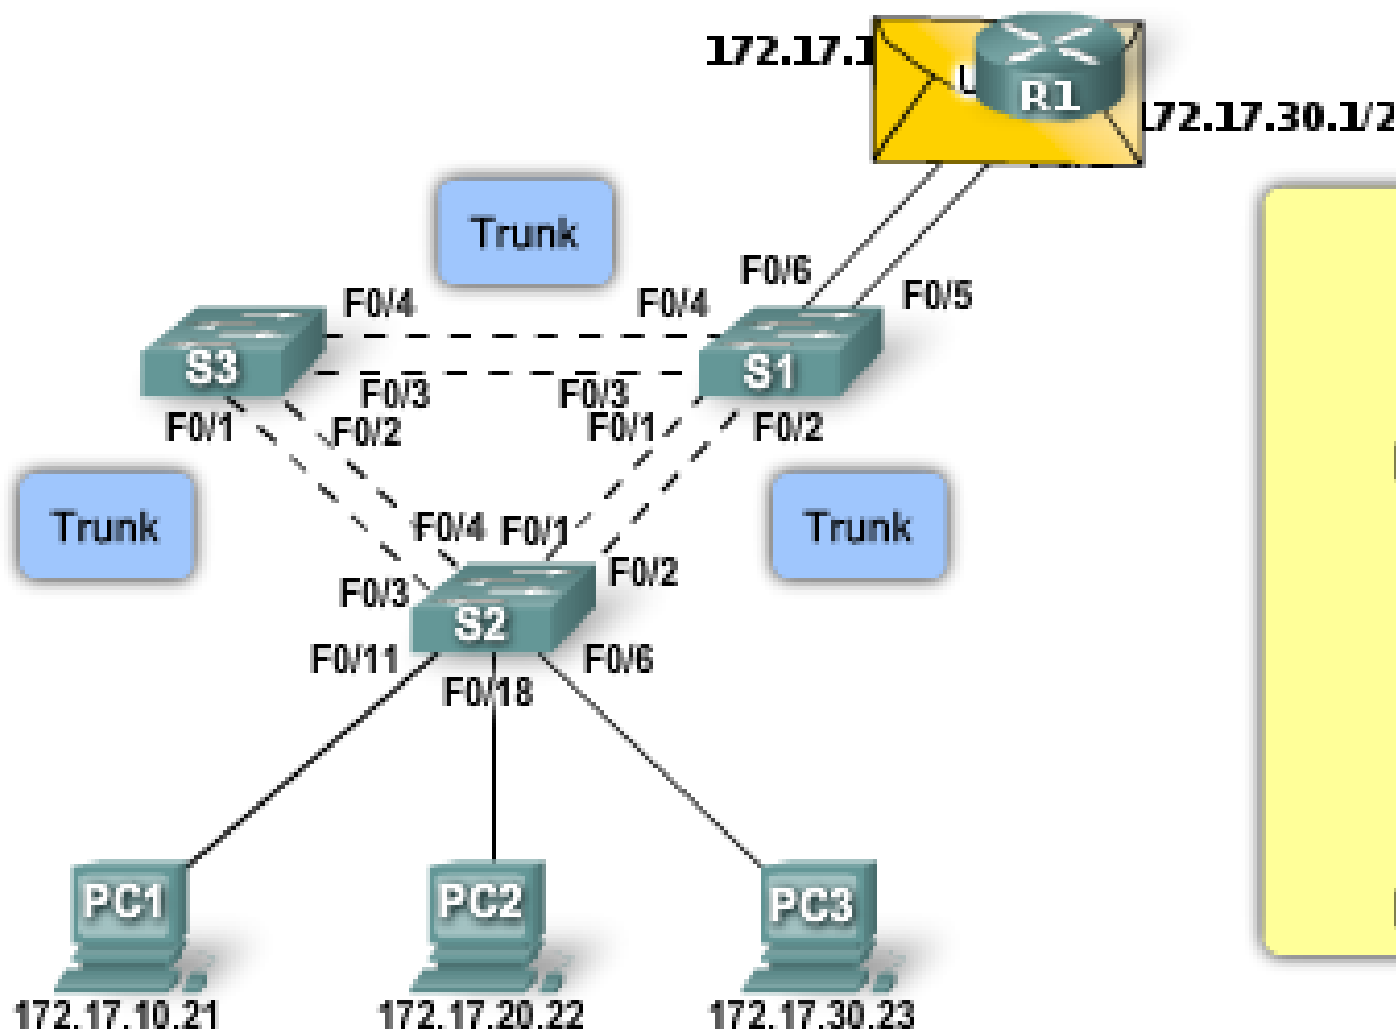 172.17.1
R1
172.17.30.1/2
Trunk
F0/6
F0/5
F0/4
F0/4
S3
S1
F0/3
F0/3
F0/1
F0/2
F0/1
F0/2
Trunk
Trunk
F0/4
F0/1
F0/3
F0/2
S2
F0/11
F0/6
F0/18
PC1
PC2
PC3
172.17.10.21
172.17.20.22
172.17.30.23